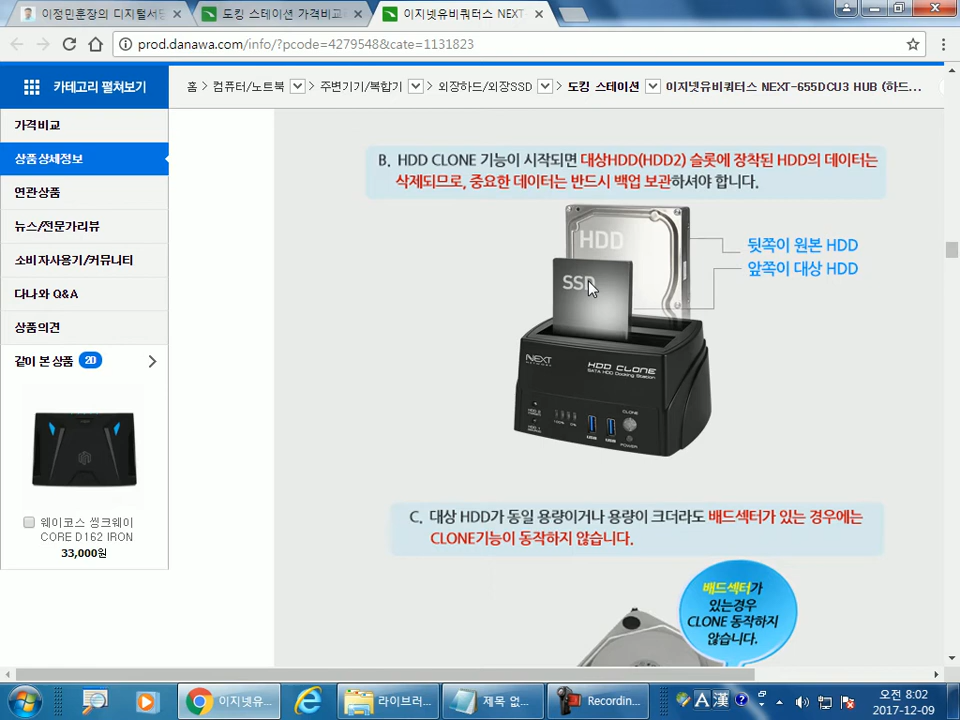 이정민훈장의 디지털서당
도킹 스테이션 가격비교
이지넷유비쿼터스 NEXT
prod.danawa.com/info/?pcode=4279548&cate=1131823
카테고리 펼쳐보기
홈 > 컴퓨터/노트북 > 주변기기/복합기 > 외장하드/외장SSD > 도킹 스테이션 이지넷유비쿼터스 NEXT-655DCU3 HUB (하드...
가격비교
상품상세정보
연관상품
뉴스/전문가리뷰
소비자사용기/커뮤니티
다나와 Q&A
상품의견
같이 본 상품 20
웨이코스 씽크웨이
CORE D162 IRON
33,000원
B. HDD CLONE 기능이 시작되면 대상HDD(HDD2) 슬롯에 장착된 HDD의 데이터는
삭제되므로, 중요한 데이터는 반드시 백업 보관하셔야 합니다.
HDD
SSD
뒷쪽이 원본 HDD
앞쪽이 대상 HDD
NEXT
HDD CLONE
SATA HDD Docking Station
CLONE
100%
0%
USB
USB
POWER
C. 대상 HDD가 동일 용량이거나 용량이 크더라도 배드섹터가 있는 경우에는
CLONE기능이 동작하지 않습니다.
배드섹터가
있는경우
CLONE 동작하지
않습니다.
이지넷유...
라이브러...
제목 없...
Recordin...
A 漢
오전 8:02
2017-12-09